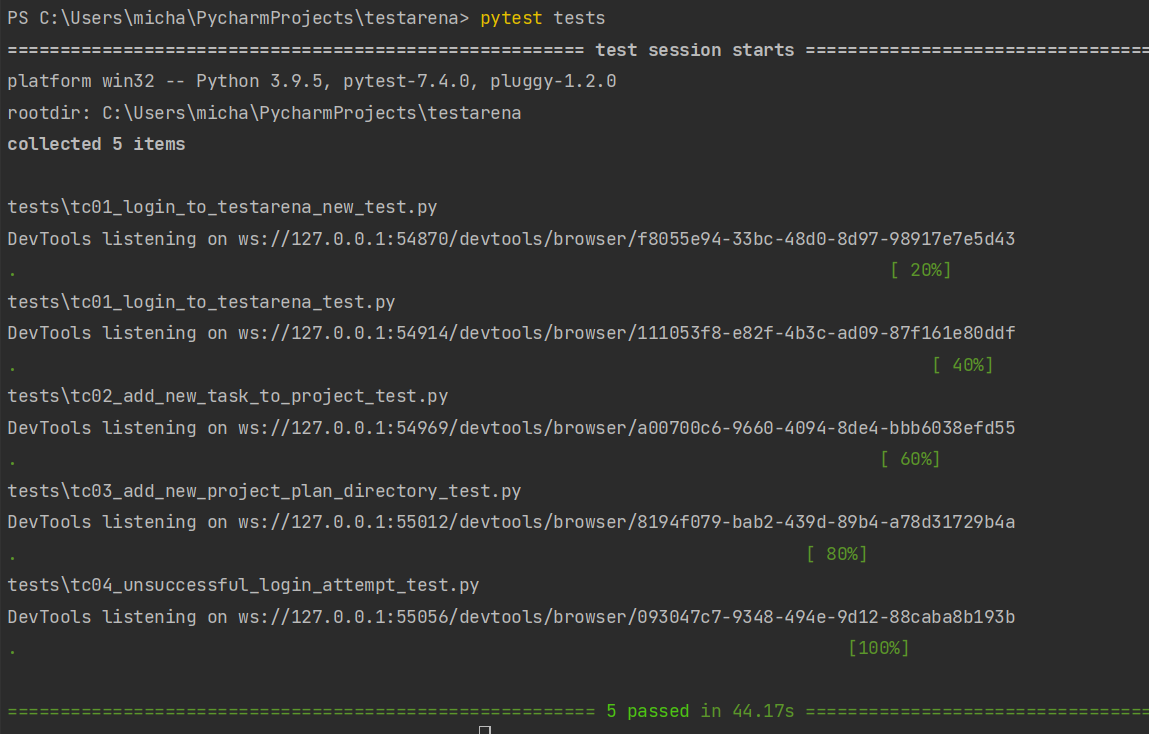 PS C:\Users\micha\PycharmProjects\testarena> pytest tests
======================================================= test session starts =================================
platform win32 -- Python 3.9.5, pytest-7.4.0, pluggy-1.2.0
rootdir: C:\Users\micha\PycharmProjects\testarena
collected 5 items
tests\tc01_login_to_testarena_new_test.py
DevTools listening on ws://127.0.0.1:54870/devtools/browser/f8055e94-33bc-48d0-8d97-98917e7e5d43
. [ 20%]
tests\tc01_login_to_testarena_test.py
DevTools listening on ws://127.0.0.1:54914/devtools/browser/111053f8-e82f-4b3c-ad09-87f161e80ddf
. [ 40%]
tests\tc02_add_new_task_to_project_test.py
DevTools listening on ws://127.0.0.1:54969/devtools/browser/a00700c6-9660-4094-8de4-bbb6038efd55
. [ 60%]
tests\tc03_add_new_project_plan_directory_test.py
DevTools listening on ws://127.0.0.1:55012/devtools/browser/8194f079-bab2-439d-89b4-a78d31729b4a
. [ 80%]
tests\tc04_unsuccessful_login_attempt_test.py
DevTools listening on ws://127.0.0.1:55056/devtools/browser/093047c7-9348-494e-9d12-88caba8b193b
. [100%]
======================================================== 5 passed in 44.17s =================================